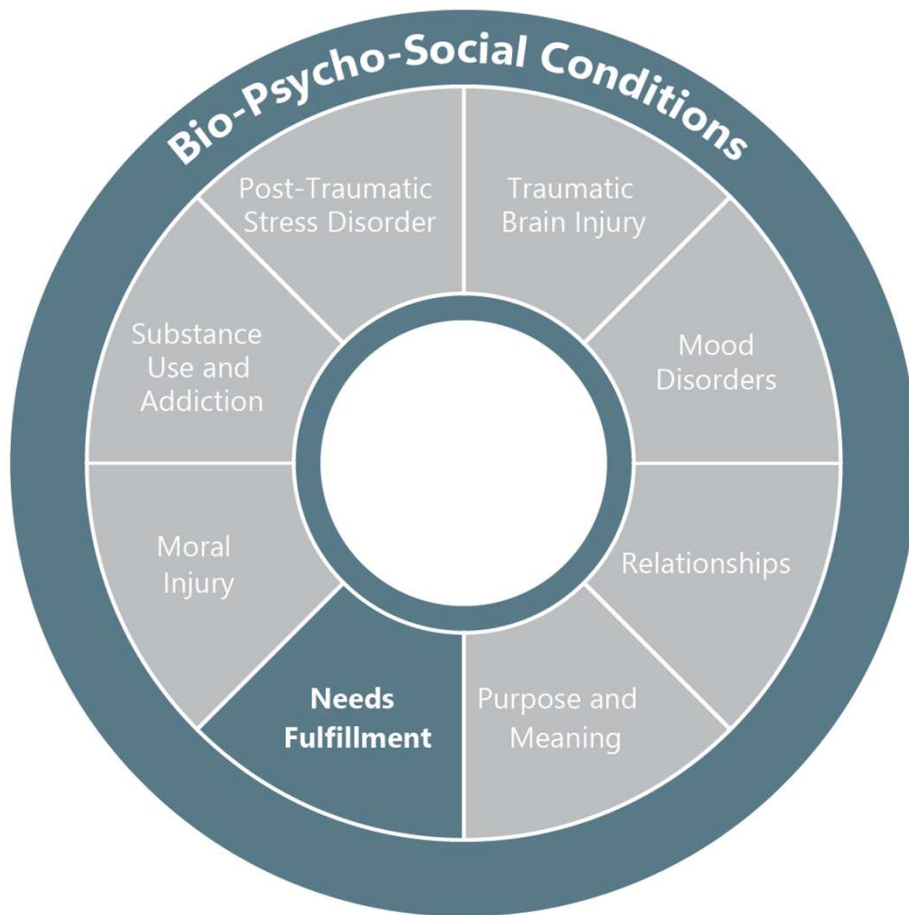 Bio-Psycho-Social Conditions
Post-Traumatic
Stress Disorder
Traumatic
Brain Injury
Mood
Disorders
Relationships
Purpose and
Meaning
Needs
Fulfillment
Moral
Injury
Substance
Use and
Addiction